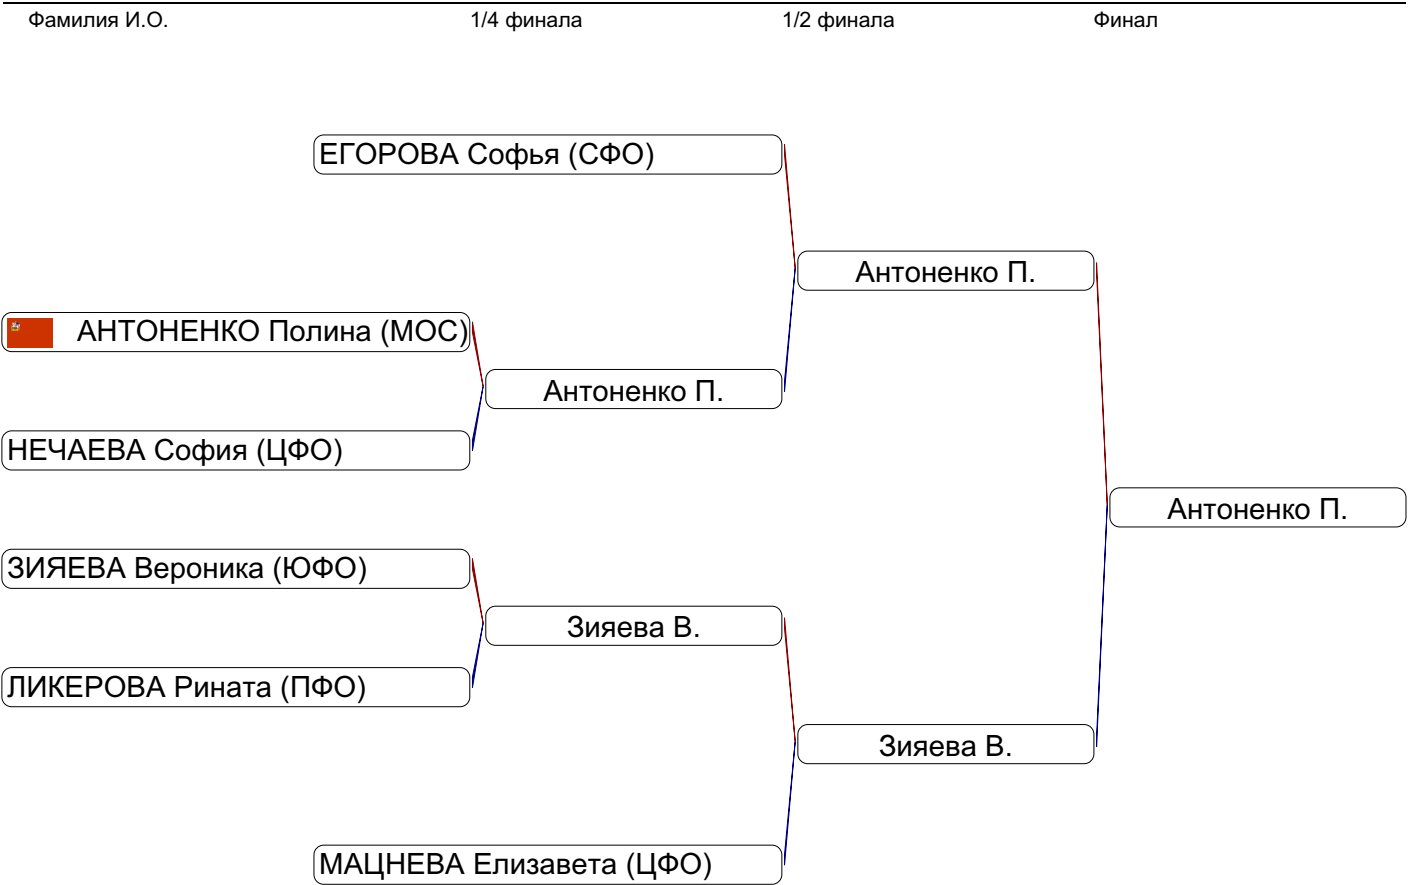 Фамилия И.О. 1/4 финала 1/2 финала Финал
ЕГОРОВА Софья (СФО)
Антоненко П.
АНТОНЕНКО Полина (МОС)
Антоненко П.
НЕЧАЕВА София (ЦФО)
Антоненко П.
ЗИЯЕВА Вероника (ЮФО)
Зияева В.
ЛИКЕРОВА Рината (ПФО)
Зияева В.
МАЦНЕВА Елизавета (ЦФО)